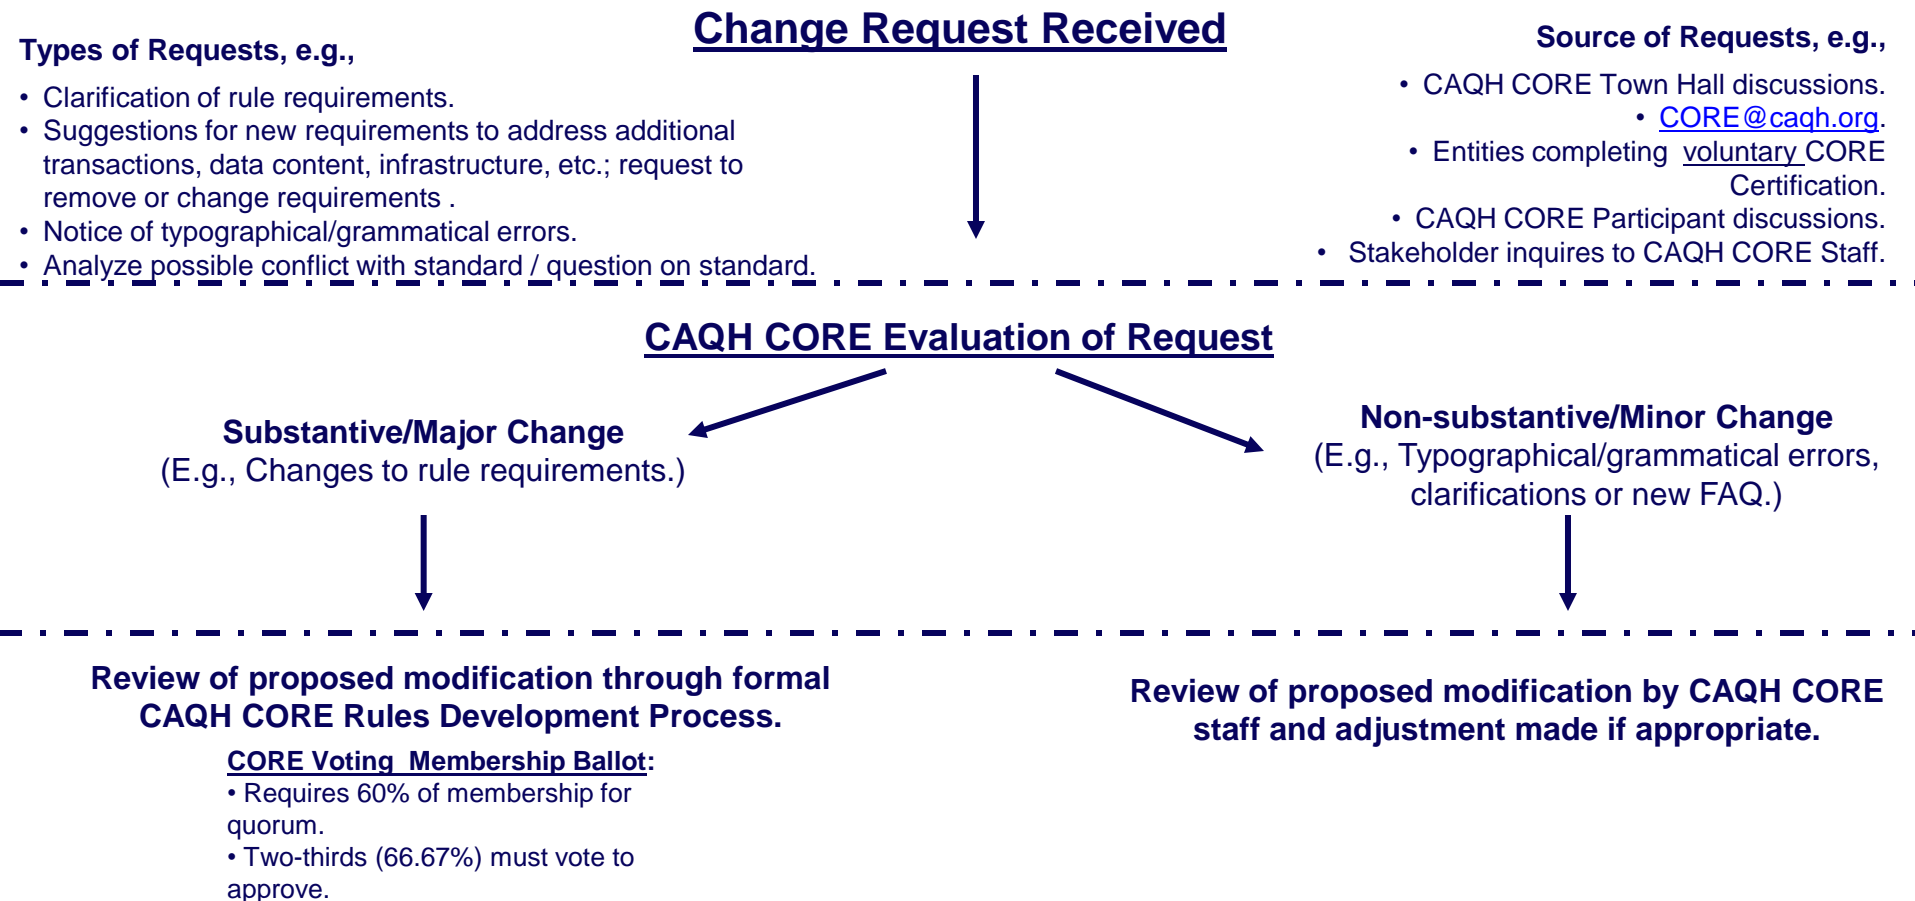 Change Request Received
Types of Requests, e.g.,
• Clarification of rule requirements.
• Suggestions for new requirements to address additional
transactions, data content, infrastructure, etc.; request to
remove or change requirements .
• Notice of typographical/grammatical errors.
• Analyze possible conflict with standard / question on standard.
Source of Requests, e.g.,
• CAQH CORE Town Hall discussions.
• CORE@caqh.org.
• Entities completing voluntary CORE
Certification.
• CAQH CORE Participant discussions.
• Stakeholder inquires to CAQH CORE Staff.
CAQH CORE Evaluation of Request
Substantive/Major Change
(E.g., Changes to rule requirements.)
Non-substantive/Minor Change
(E.g., Typographical/grammatical errors,
clarifications or new FAQ.)
Review of proposed modification through formal
CAQH CORE Rules Development Process.
CORE Voting Membership Ballot:
• Requires 60% of membership for
quorum.
• Two-thirds (66.67%) must vote to
approve.
Review of proposed modification by CAQH CORE
staff and adjustment made if appropriate.